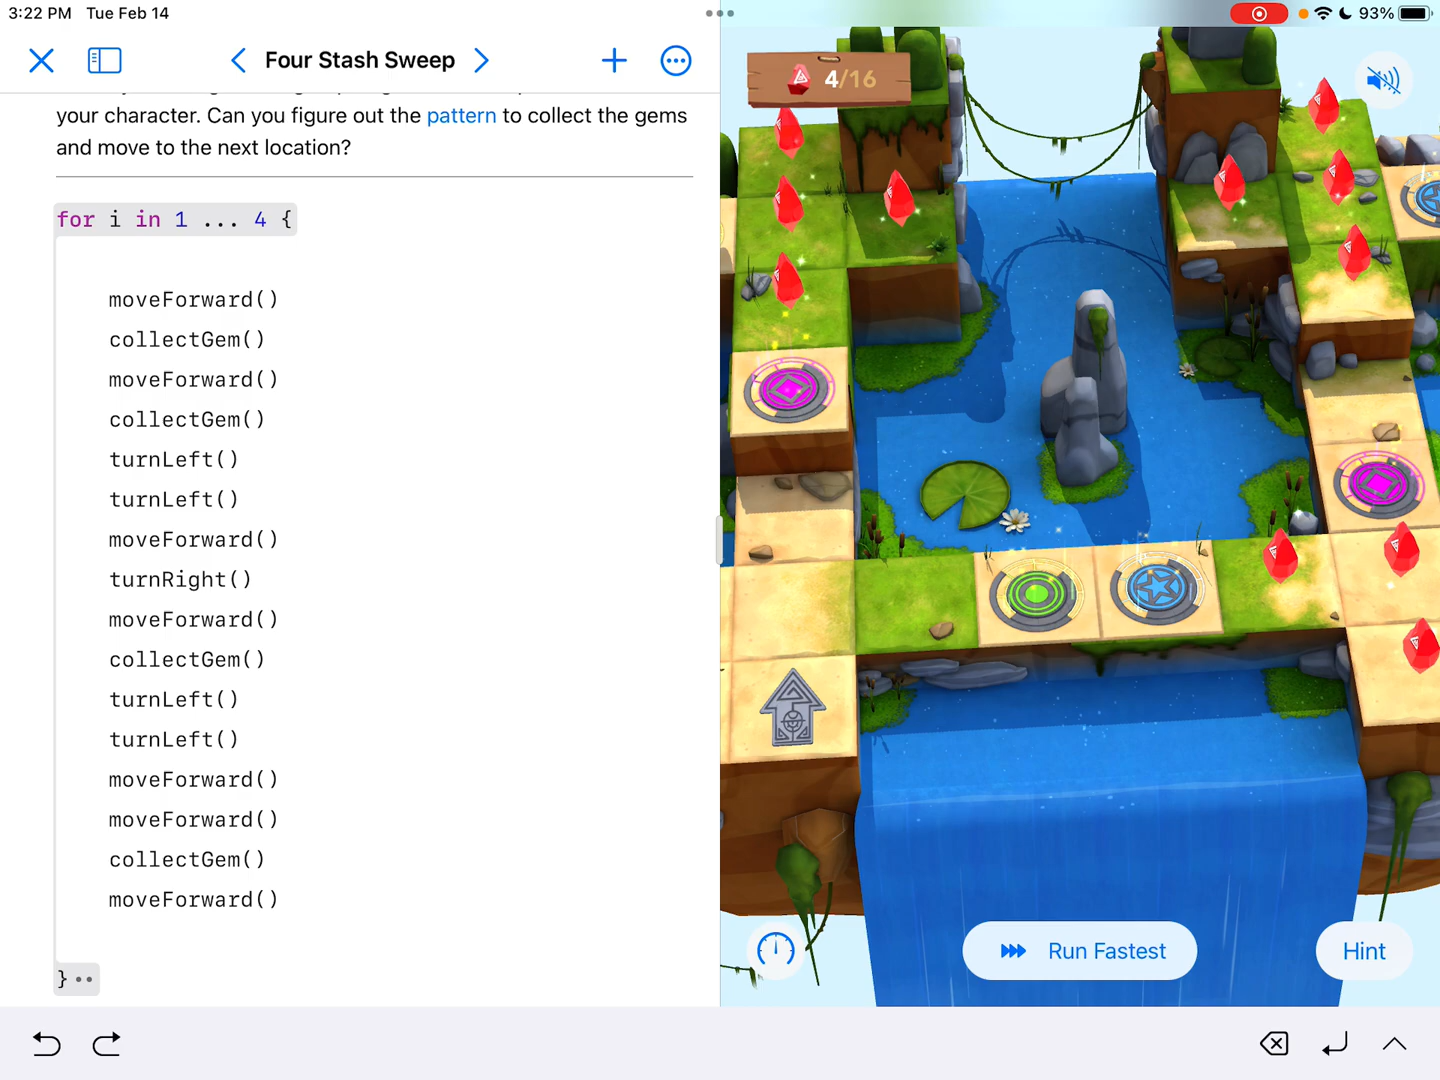 3:22 PM Tue Feb 14
93%
Four Stash Sweep
your character. Can you figure out the pattern to collect the gems
and move to the next location?
for i in 1 ... 4 {
moveForward()
collectGem()
moveForward()
collectGem()
turnLeft()
turnLeft()
moveForward()
turnRight()
moveForward()
collectGem()
turnLeft()
turnLeft()
moveForward()
moveForward()
collectGem()
moveForward()
}
4/16
Run Fastest
Hint